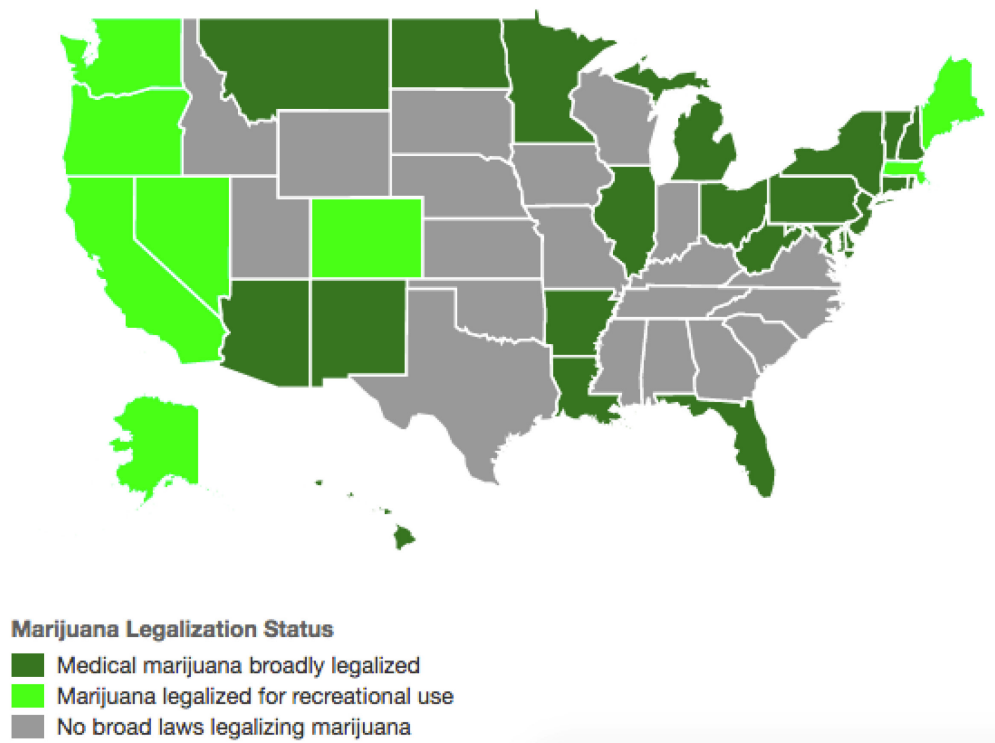 Marijuana Legalization Status
Medical marijuana broadly legalized
Marijuana legalized for recreational use
No broad laws legalizing marijuana